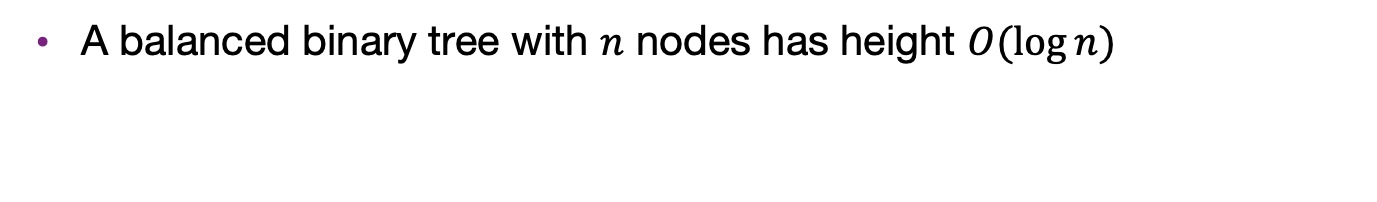 • A balanced binary tree with n nodes has height O(log n)